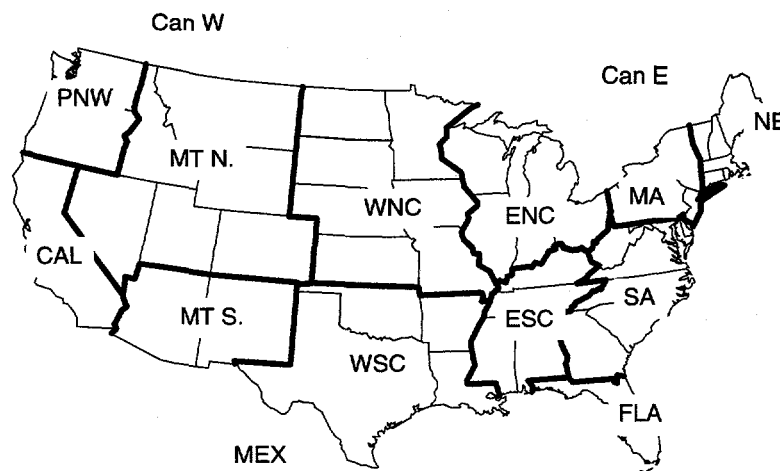 Can W
Can E
PNW
NE
MT N.
MA
WNC
ENC
CAL
SA
MT S.
ESC
WSC
FLA
MEX